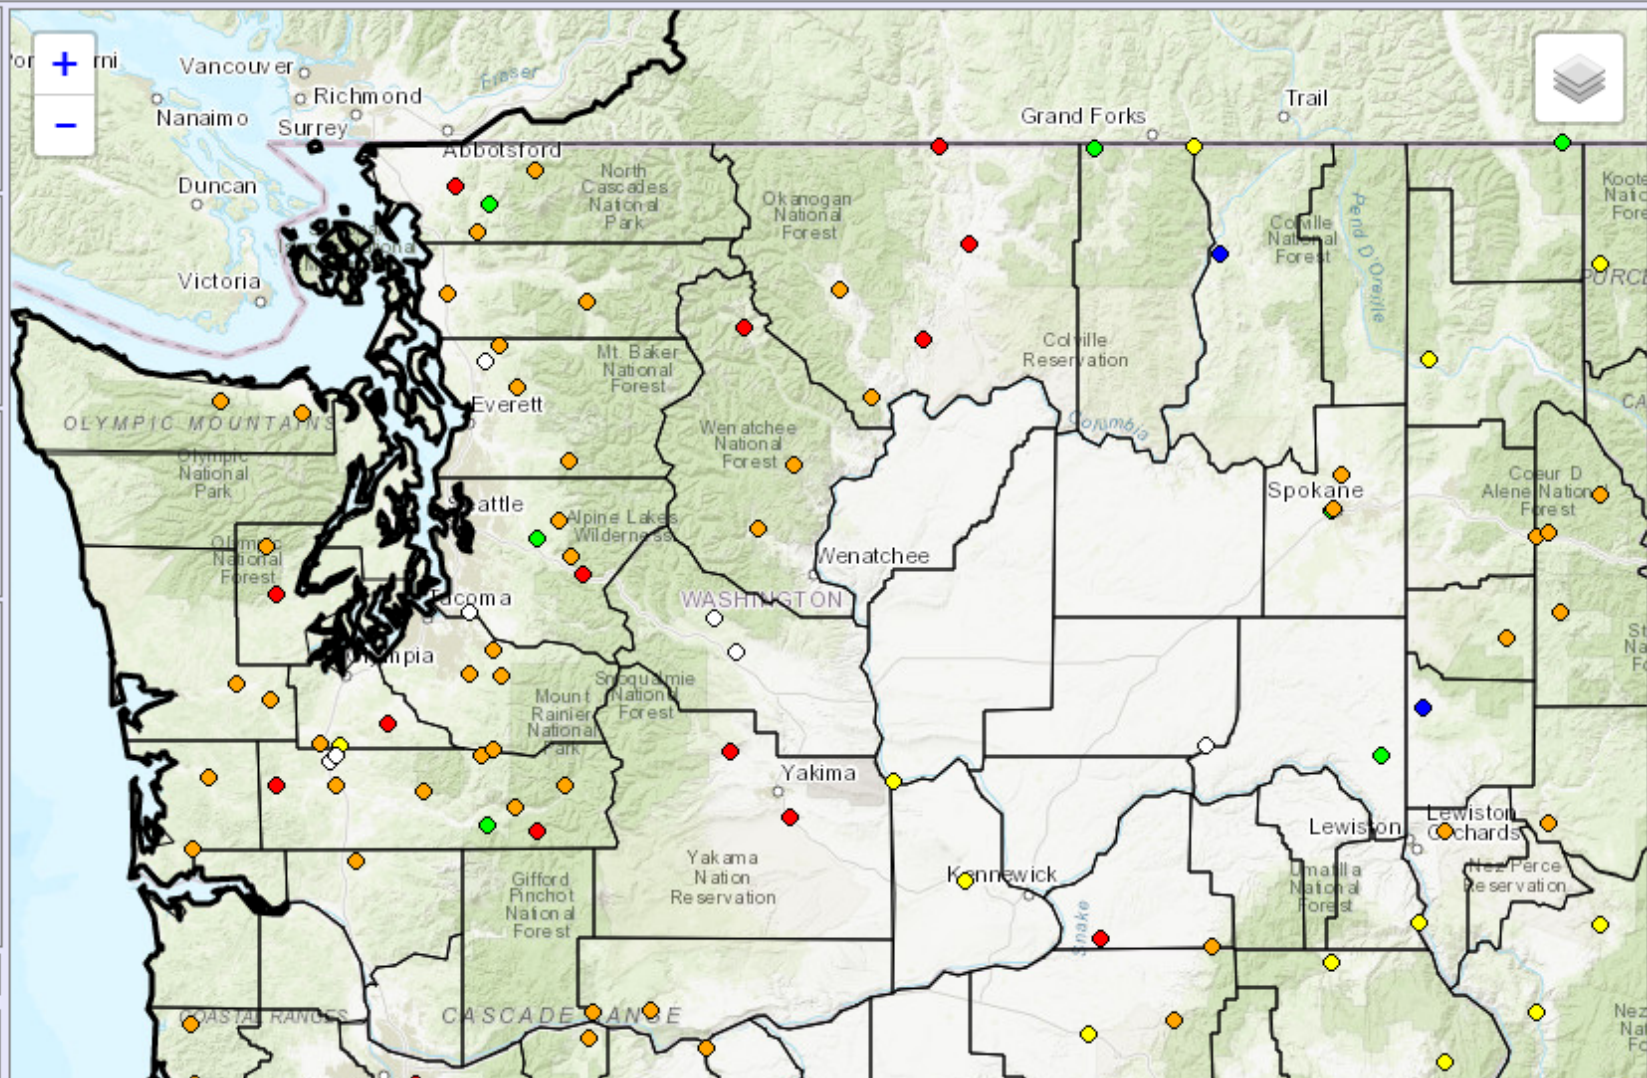 +
−
Vancouver
Richmond
Nanaimo
Surrey
Fraser
Abbotsford
Grand Forks
Trail
Duncan
Victoria
North
Cascades
National
Park
Okanogan
National
Forest
Colville
National
Forest
Pend D'Oreille
Mt. Baker
National
Forest
Colville
Reservation
Everett
OLYMPIC MOUNTAINS
Olympic
National
Park
Wenatchee
National
Forest
Columbia
Spokane
Coeur D
Alene National
Forest
Seattle
Alpine Lakes
Wilderness
Olympic
National
Forest
Wenatchee
Tacoma
WASHINGTON
Olympia
Snoqualmie
National
Forest
Mount
Rainier
National
Park
Yakima
Lewiston
Lewiston
Orchards
Yakama
Nation
Reservation
Kennewick
Gifford
Pinchot
National
Forest
Umatilla
National
Forest
Nez Perce
Reservation
Snake
COASTAL RANGES
CASCADE RANGE